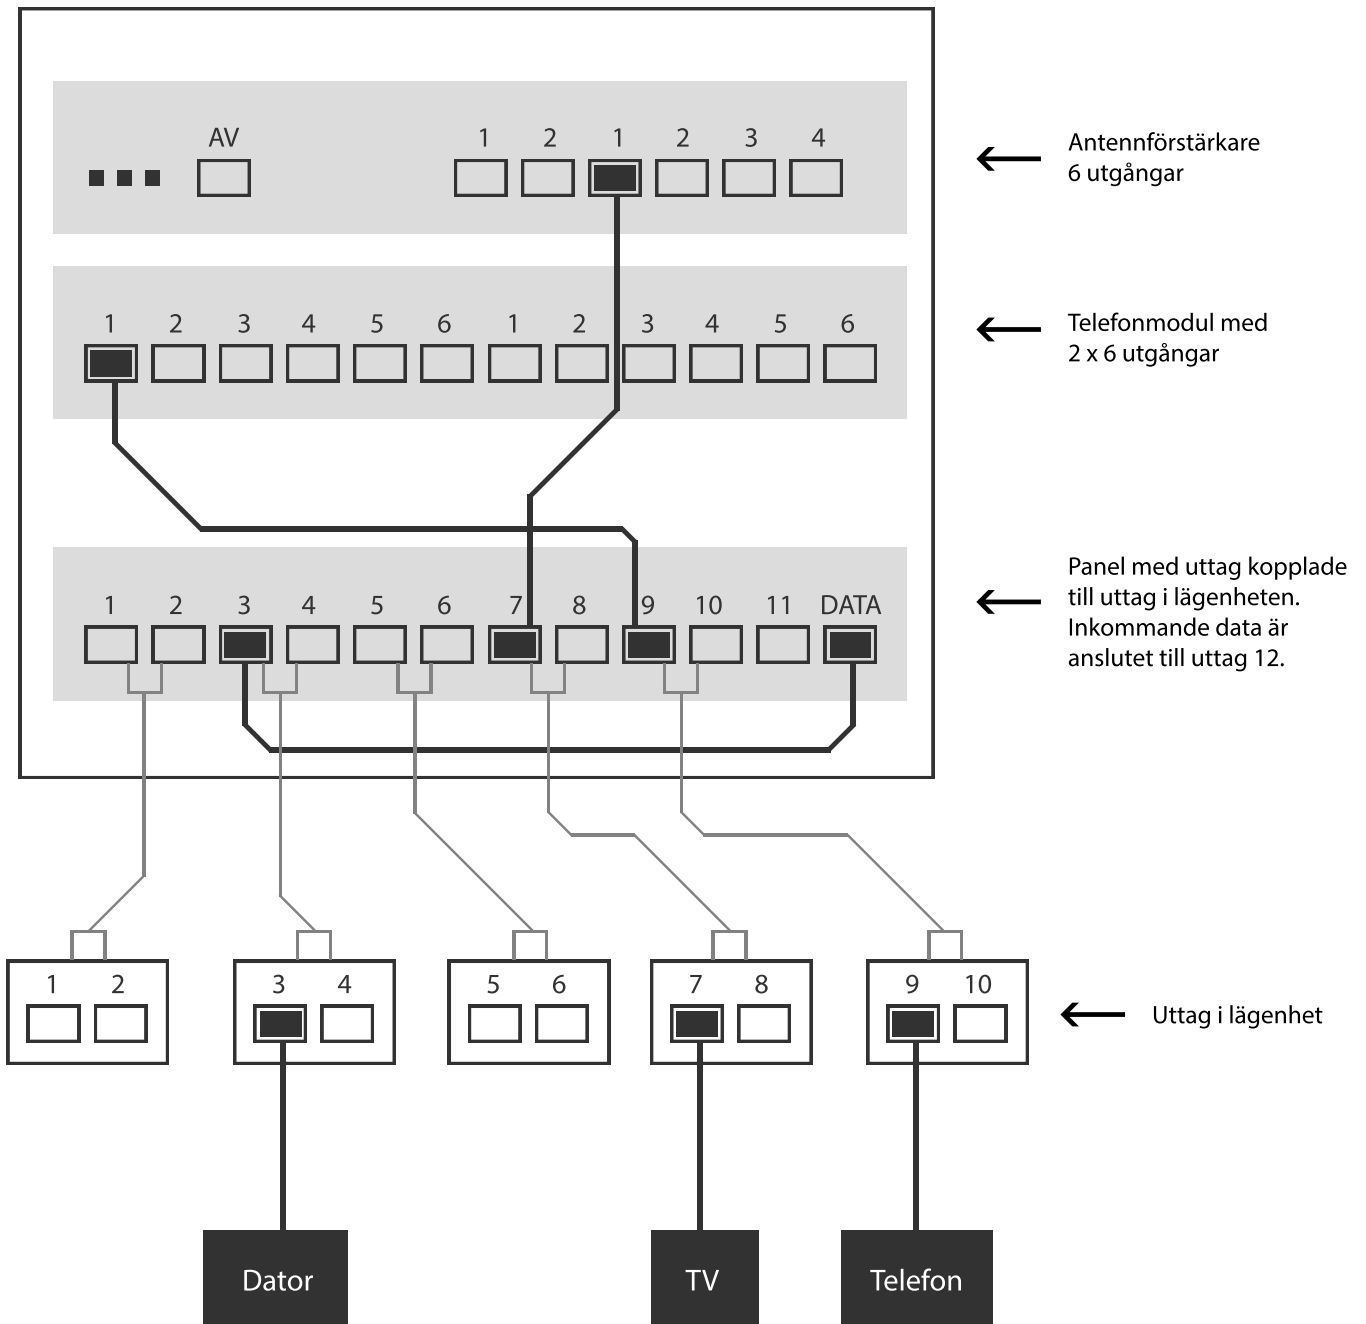 AV 1 2 1 2 3 4
Antennförstärkare
6 utgångar
1 2 3 4 5 6 1 2 3 4 5 6
Telefonmodul med
2 x 6 utgångar
Panel med uttag kopplade
till uttag i lägenheten.
Inkommande data är
anslutet till uttag 12.
1 2 3 4 5 6 7 8 9 10 11 DATA
1 2 3 4 5 6 7 8 9 10
Uttag i lägenhet
Dator TV Telefon